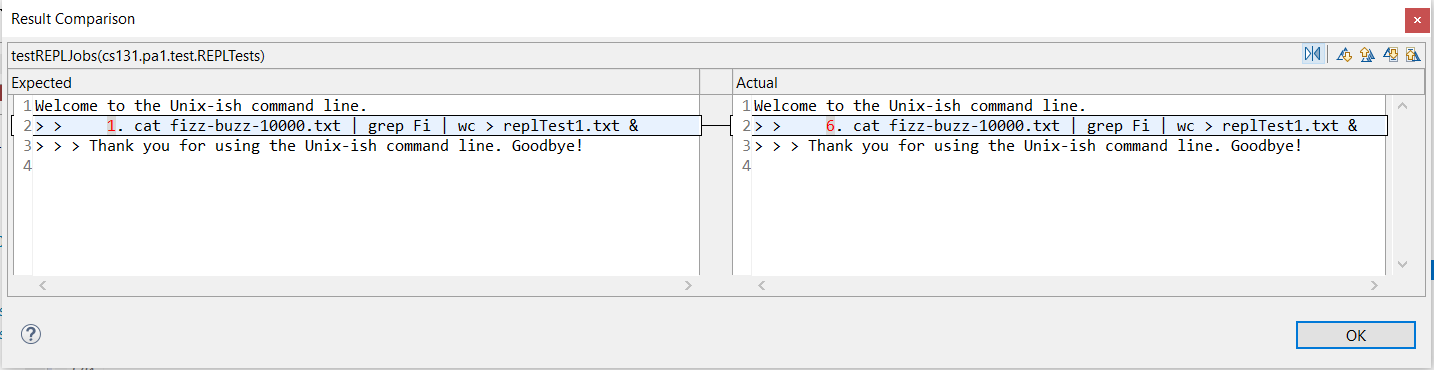 Result Comparison
testREPLJobs(cs131.pa1.test.REPLTests)
Expected
1 Welcome to the Unix-ish command line.
2 > >     1. cat fizz-buzz-10000.txt | grep Fi | wc > replTest1.txt &
3 > > > Thank you for using the Unix-ish command line. Goodbye!
4
Actual
1 Welcome to the Unix-ish command line.
2 > >     6. cat fizz-buzz-10000.txt | grep Fi | wc > replTest1.txt &
3 > > > Thank you for using the Unix-ish command line. Goodbye!
4
?
OK